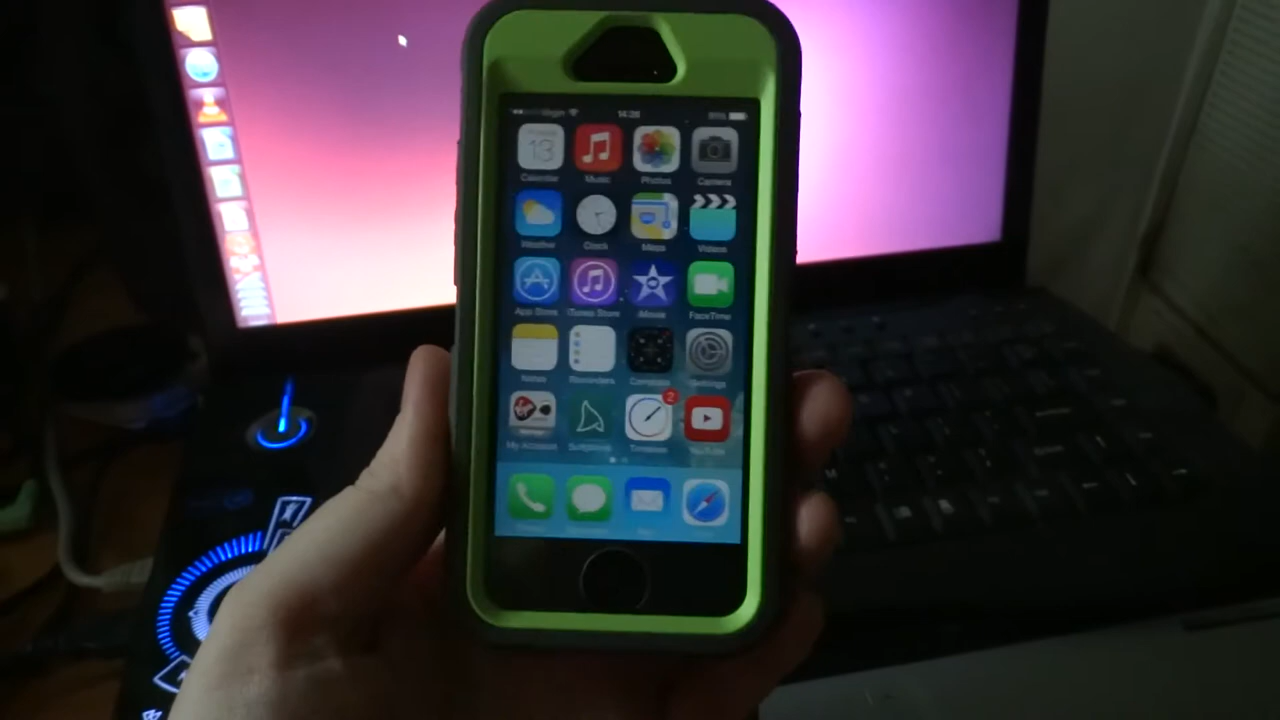 Virgin 14:28
13
Calendar Music Photos Camera
Weather Clock Maps Videos
App Store iTunes Store iMovie FaceTime
Notes Reminders Compass Settings
2
My Account YouTube